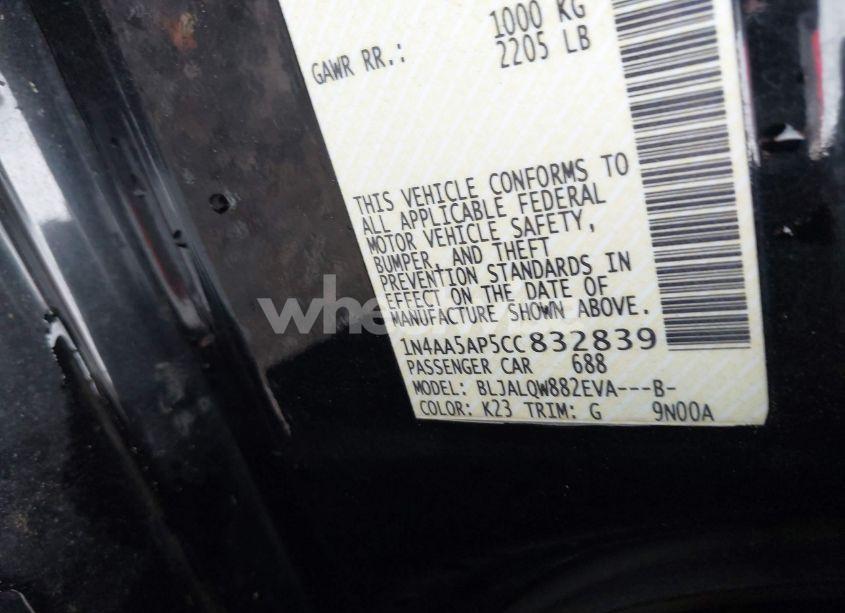 1000 KG
GAWR RR.: 2205 LB
THIS VEHICLE CONFORMS TO
ALL APPLICABLE FEDERAL
MOTOR VEHICLE SAFETY,
BUMPER, AND THEFT
PREVENTION STANDARDS IN
EFFECT ON THE DATE OF
MANUFACTURE SHOWN ABOVE.
1N4AA5AP5CC832839
PASSENGER CAR 688
MODEL: BLJALQW882EVA---B-
COLOR: K23 TRIM: G 9N00A